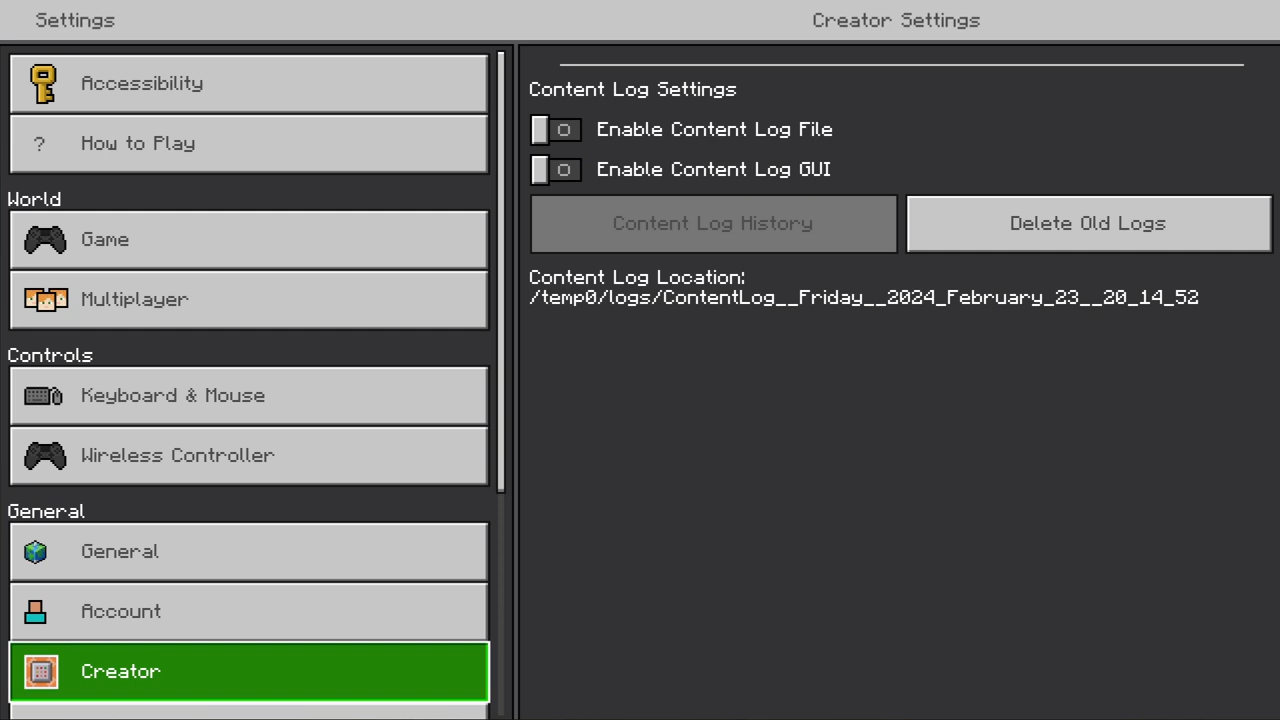 Settings
Creator Settings
Accessibility
? How to Play
World
Game
Multiplayer
Controls
Keyboard & Mouse
Wireless Controller
General
General
Account
Creator
Content Log Settings
Enable Content Log File
Enable Content Log GUI
Content Log History
Delete Old Logs
Content Log Location:
/temp0/logs/ContentLog__Friday__2024_February_23__20_14_52